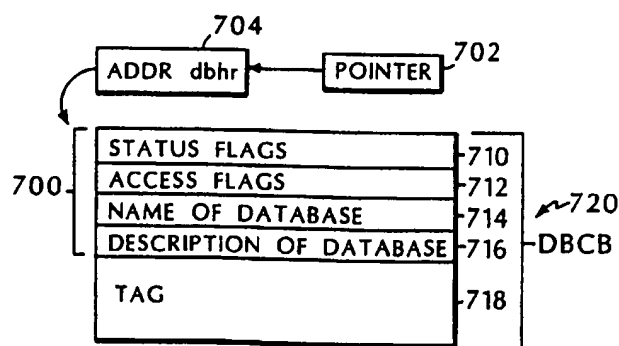 704
ADDR dbhr
POINTER
702
700
STATUS FLAGS
710
ACCESS FLAGS
712
NAME OF DATABASE
714
DESCRIPTION OF DATABASE
716
TAG
718
720
DBCB